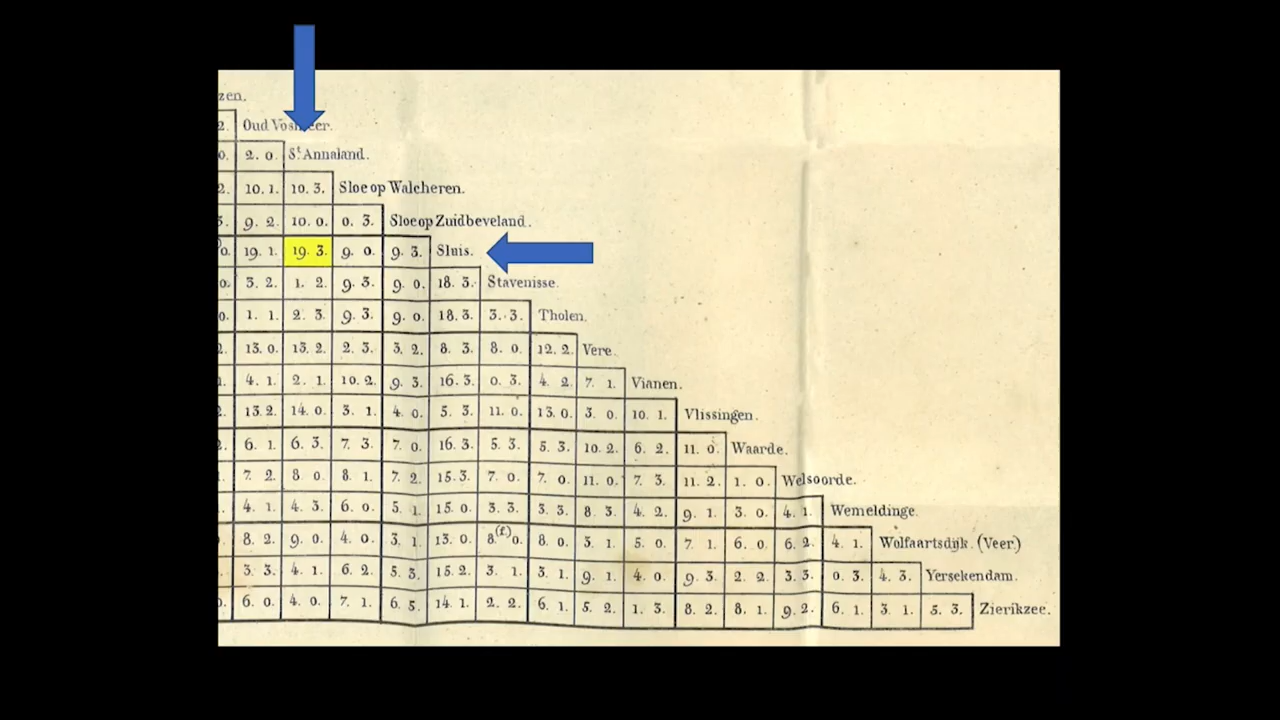 zen.
2. Oud Vosmeer.
0. 2. 0. St. Annaland.
2. 10. 1. 10. 3. Sloe op Walcheren.
3. 9. 2. 10. 0. 0. 3. Sloe op Zuidbeveland.
0. 19. 1. 19. 3. 9. 0. 9. 3. Sluis.
0. 3. 2. 1. 2. 9. 3. 9. 0. 18. 3. Stavenisse.
0. 1. 1. 2. 3. 9. 3. 9. 0. 18. 3. 3. 3. Tholen.
2. 13. 0. 13. 2. 2. 3. 3. 2. 8. 3. 8. 0. 12. 2. Vere.
1. 4. 1. 2. 1. 10. 2. 9. 3. 16. 3. 0. 3. 4. 2. 7. 1. Vianen.
2. 13. 2. 14. 0. 3. 1. 4. 0. 5. 3. 11. 0. 13. 0. 3. 0. 10. 1. Vlissingen.
2. 6. 1. 6. 3. 7. 3. 7. 0. 16. 3. 5. 3. 5. 3. 10. 2. 6. 2. 11. 0. Waarde.
7. 2. 8 0. 8. 1. 7. 2. 15. 3. 7. 0. 7. 0. 11. 0. 7. 3. 11. 2. 1. 0. Welsoorde.
4. 1. 4. 3. 6. 0. 5. 1. 15. 0. 3. 3. 3. 3. 8. 3. 4. 2. 9. 1. 3. 0. 4. 1. Wemeldinge.
8. 2. 9. 0. 4. 0. 3. 1. 13. 0. 8.(f.)0. 8. 0. 3. 1. 5. 0. 7. 1. 6. 0. 6. 2. 4. 1. Wolfaartsdijk. (Veer.)
3. 3. 4. 1. 6. 2. 5. 3. 15. 2. 3. 1. 3. 1. 9. 1. 4. 0. 9. 3. 2. 2. 3. 3. 0. 3. 4. 3. Yersekendam.
0. 6. 0. 4. 0. 7. 1. 6. 3. 14. 1. 2. 2. 6. 1. 5. 2. 1. 3. 8. 2. 8. 1. 9. 2. 6. 1. 3. 1. 5. 3. Zierikzee.